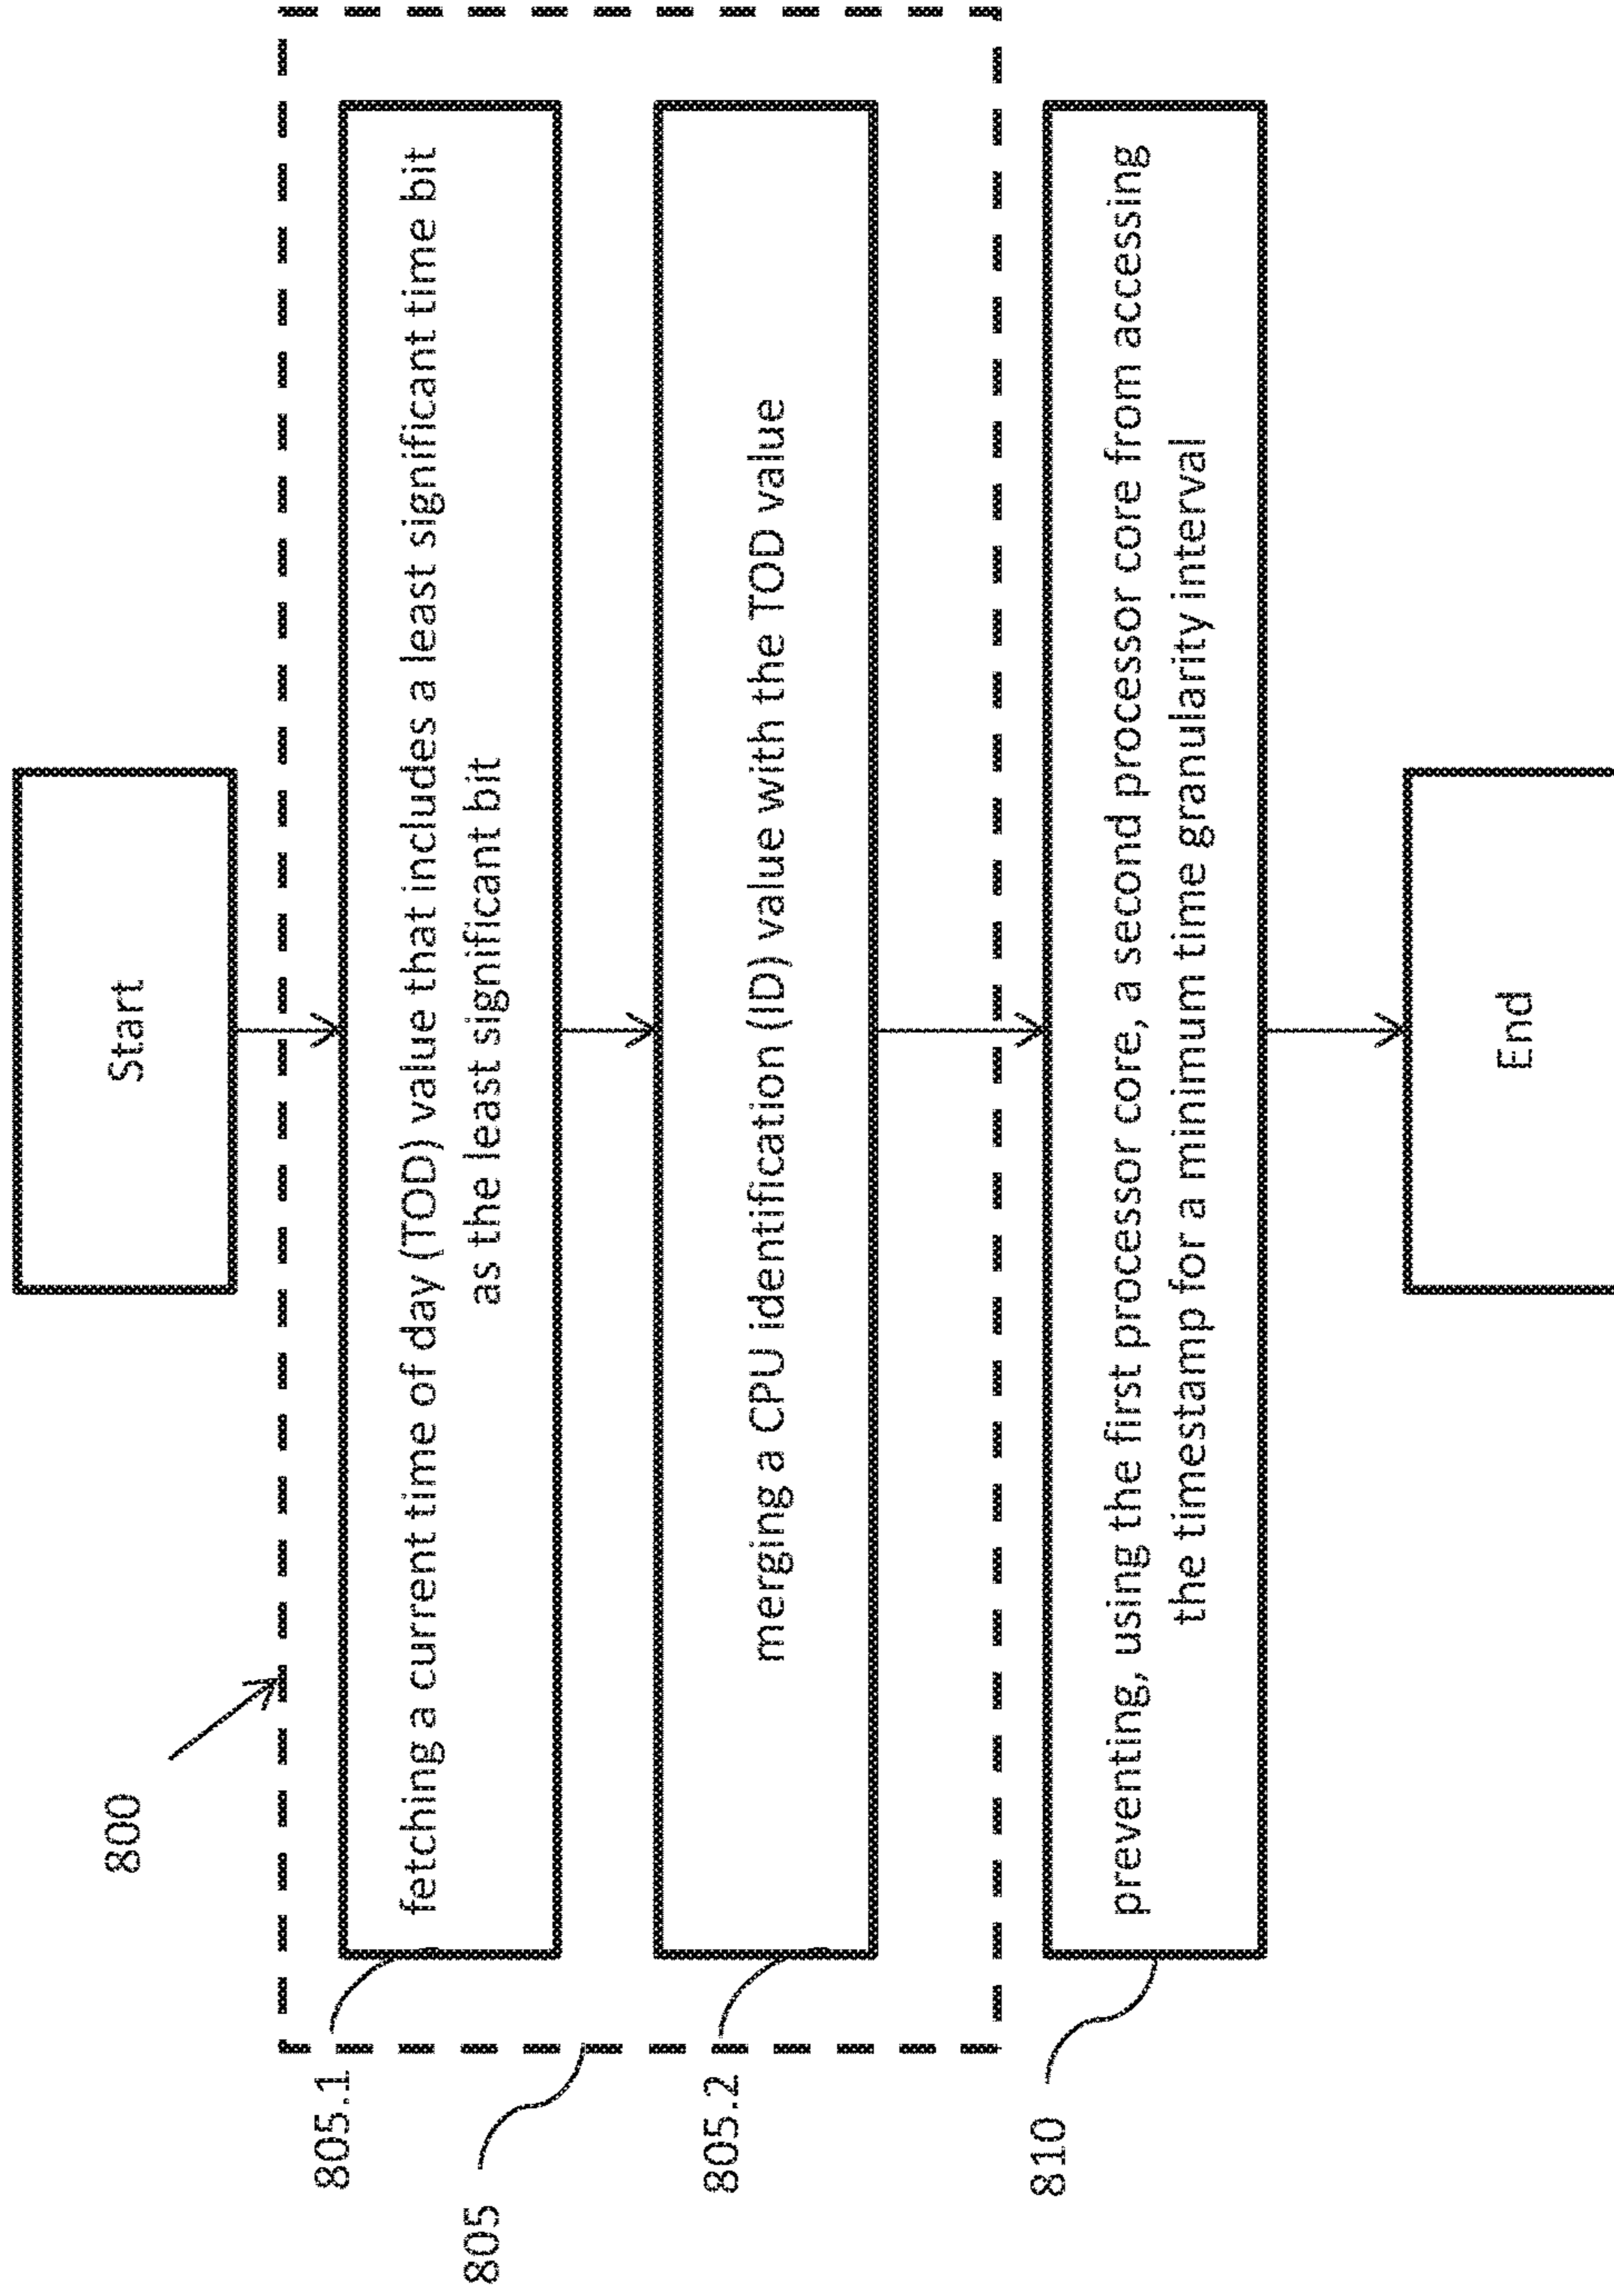 800
Start
805.1
fetching a current time of day (TOD) value that includes a least significant time bit
as the least significant bit
805
805.2
merging a CPU identification (ID) value with the TOD value
810
preventing, using the first processor core, a second processor core from accessing
the timestamp for a minimum time granularity interval
End